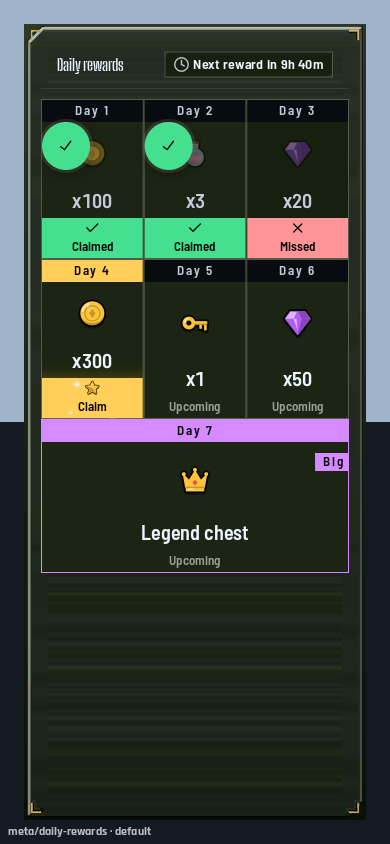 Daily rewards
Next reward in 9h 40m
Day 1
Day 2
Day 3
x100
x3
x20
Claimed
Claimed
Missed
Day 4
Day 5
Day 6
x300
x1
x50
Claim
Upcoming
Upcoming
Day 7
Big
Legend chest
Upcoming
meta/daily-rewards · default